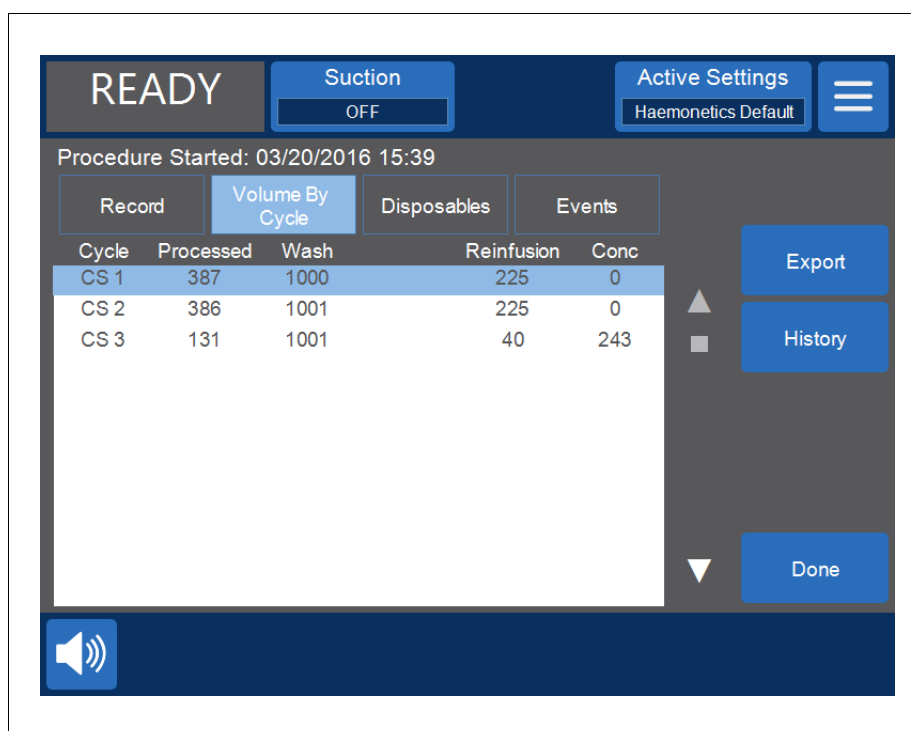 READY
Suction
OFF
Active Settings
Haemonetics Default
Procedure Started: 03/20/2016 15:39
Record
Volume By
Cycle
Disposables
Events
Cycle Processed Wash Reinfusion Conc
CS 1 387 1000 225 0
CS 2 386 1001 225 0
CS 3 131 1001 40 243
Export
History
Done